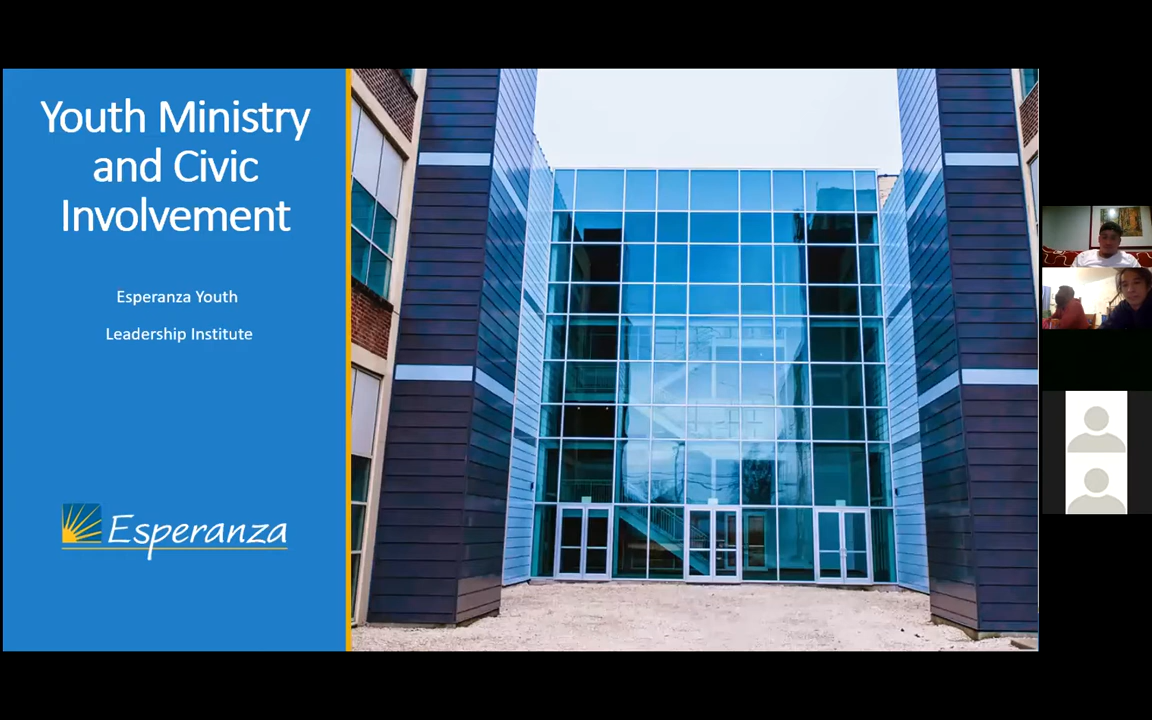 Youth Ministry
and Civic
Involvement
Esperanza Youth
Leadership Institute
Esperanza